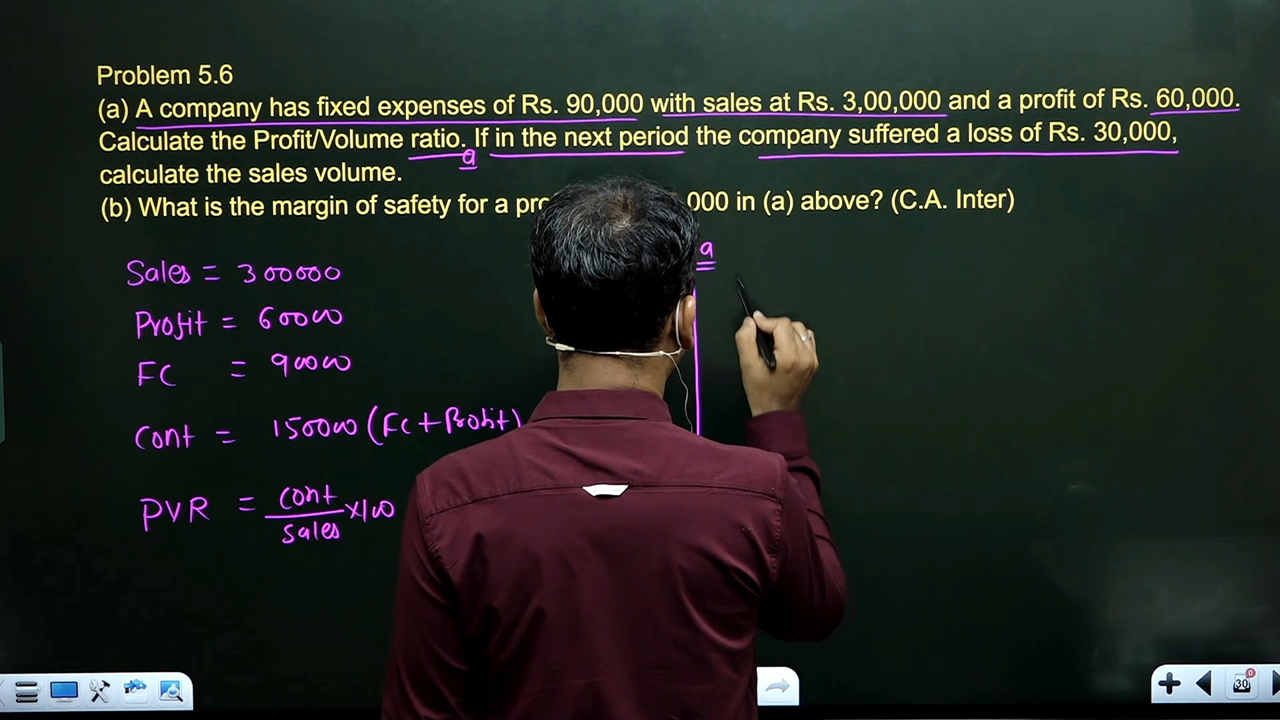 Problem 5.6
(a) A company has fixed expenses of Rs. 90,000 with sales at Rs. 3,00,000 and a profit of Rs. 60,000.
Calculate the Profit/Volume ratio. If in the next period the company suffered a loss of Rs. 30,000,
a
calculate the sales volume.
(b) What is the margin of safety for a pro 000 in (a) above? (C.A. Inter)
a
Sales = 300000
Profit = 60000
FC = 90000
Cont = 150000 (FC + Profit)
PVR = Cont / Sales × 100
30
0